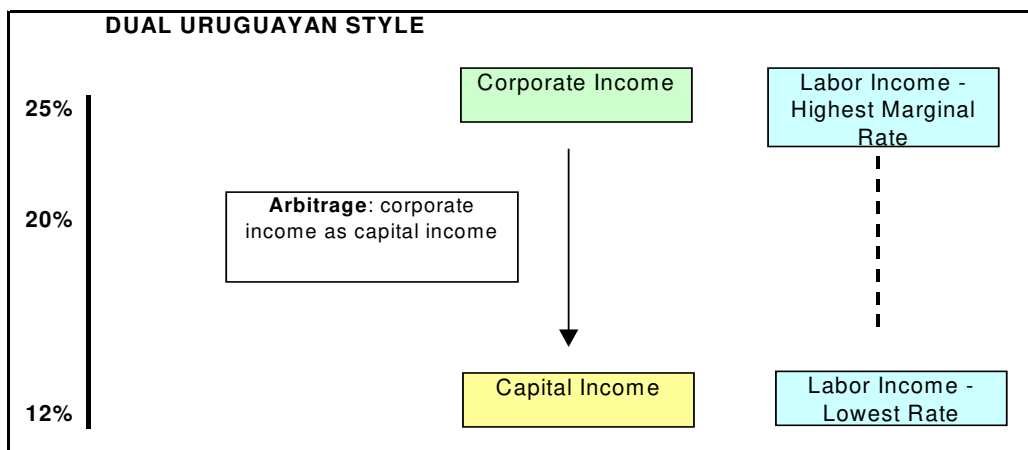 DUAL URUGUAYAN STYLE
25%
20%
12%
Corporate Income
Labor Income -
Highest Marginal
Rate
Arbitrage: corporate
income as capital income
Capital Income
Labor Income -
Lowest Rate